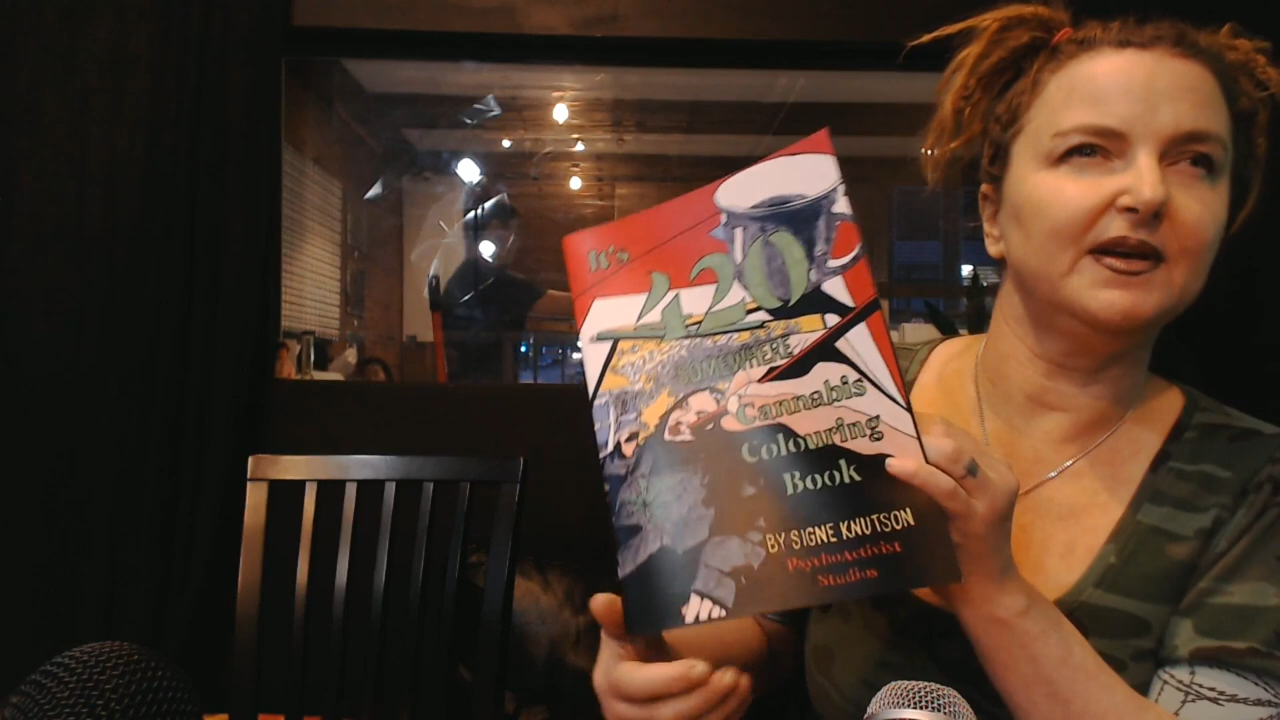 It's
420
SOMEWHERE
Cannabis
Colouring
Book
BY SIGNE KNUTSON
PsychoActivist
Studios